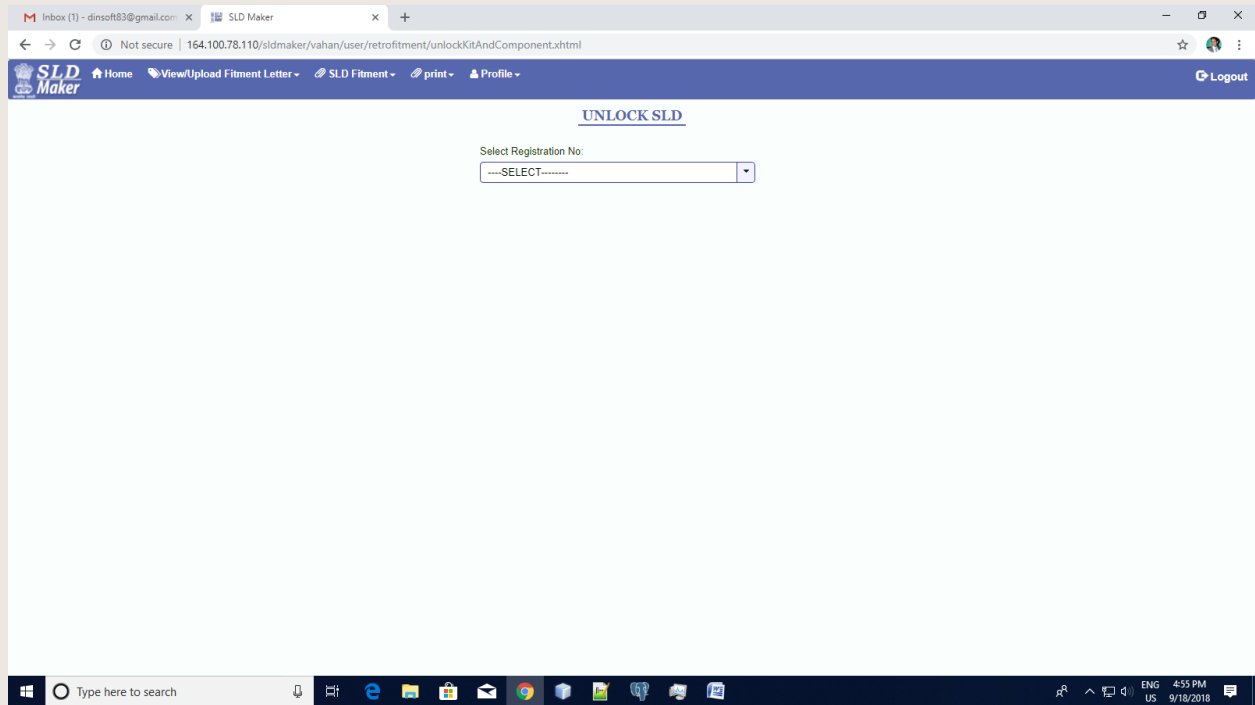 Inbox (1) - dinsoft83@gmail.com
SLD Maker
Not secure | 164.100.78.110/sldmaker/vahan/user/retrofitment/unlockKitAndComponent.xhtml
SLD Maker
Home View/Upload Fitment Letter SLD Fitment print Profile
Logout
UNLOCK SLD
Select Registration No:
----SELECT--------
Type here to search
ENG 4:55 PM
US 9/18/2018